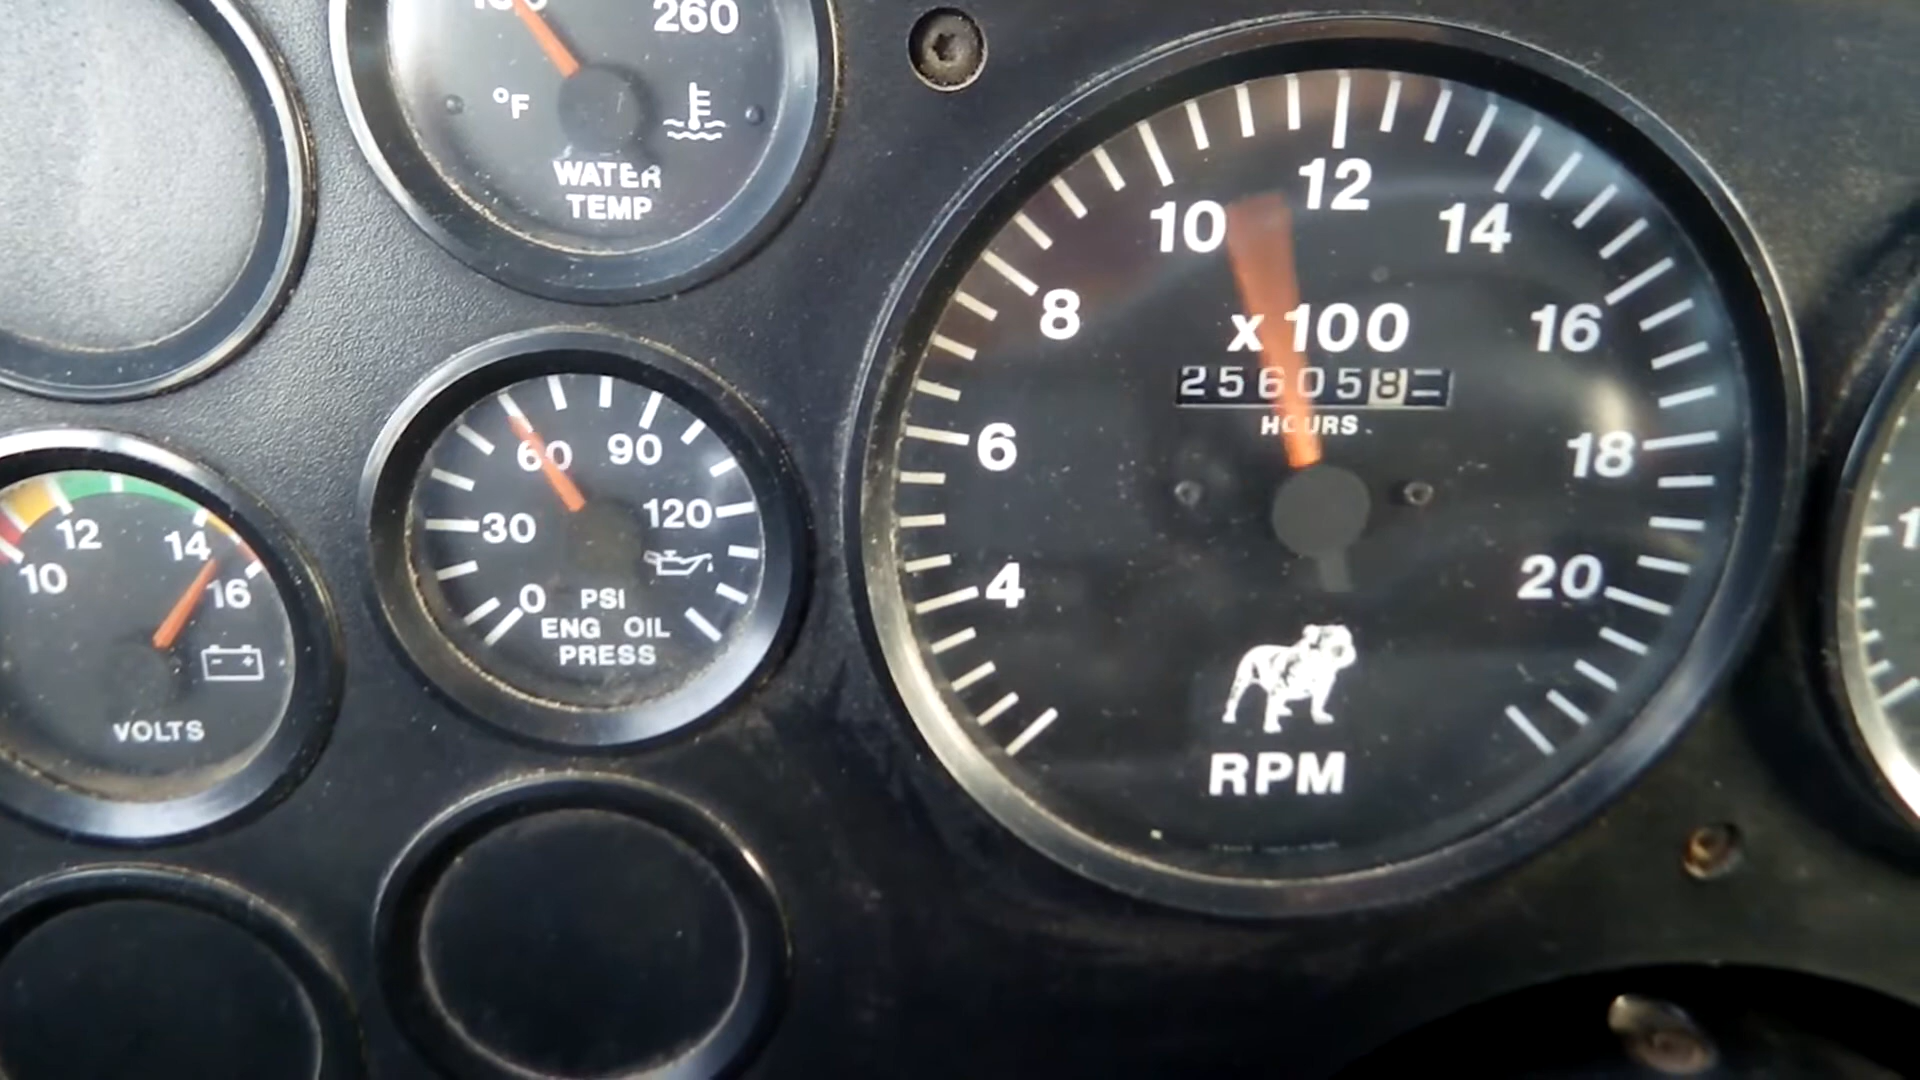 260
°F
WATER
TEMP
10 12 14 16
VOLTS
0 30 60 90 120
PSI
ENG OIL
PRESS
4 6 8 10 12 14 16 18 20
x 100
256058
HOURS
RPM